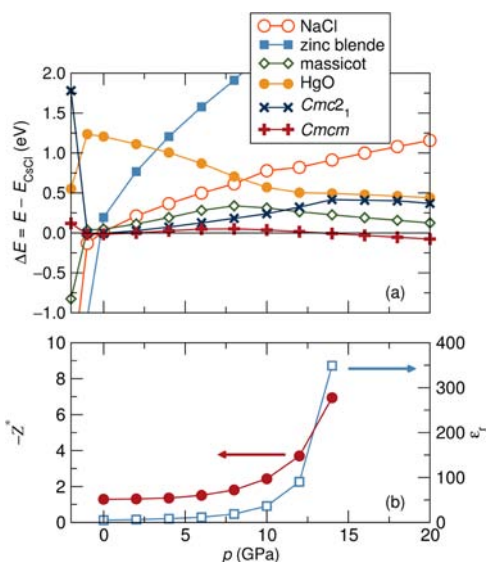 NaCl
zinc blende
massicot
HgO
Cmc2₁
Cmcm
2.0
1.5
1.0
0.5
0.0
−0.5
−1.0
ΔE = E − E_CsCl (eV)
(a)
10
8
6
4
2
0
−Z*
400
300
200
100
0
εᵣ
(b)
0 5 10 15 20
p (GPa)